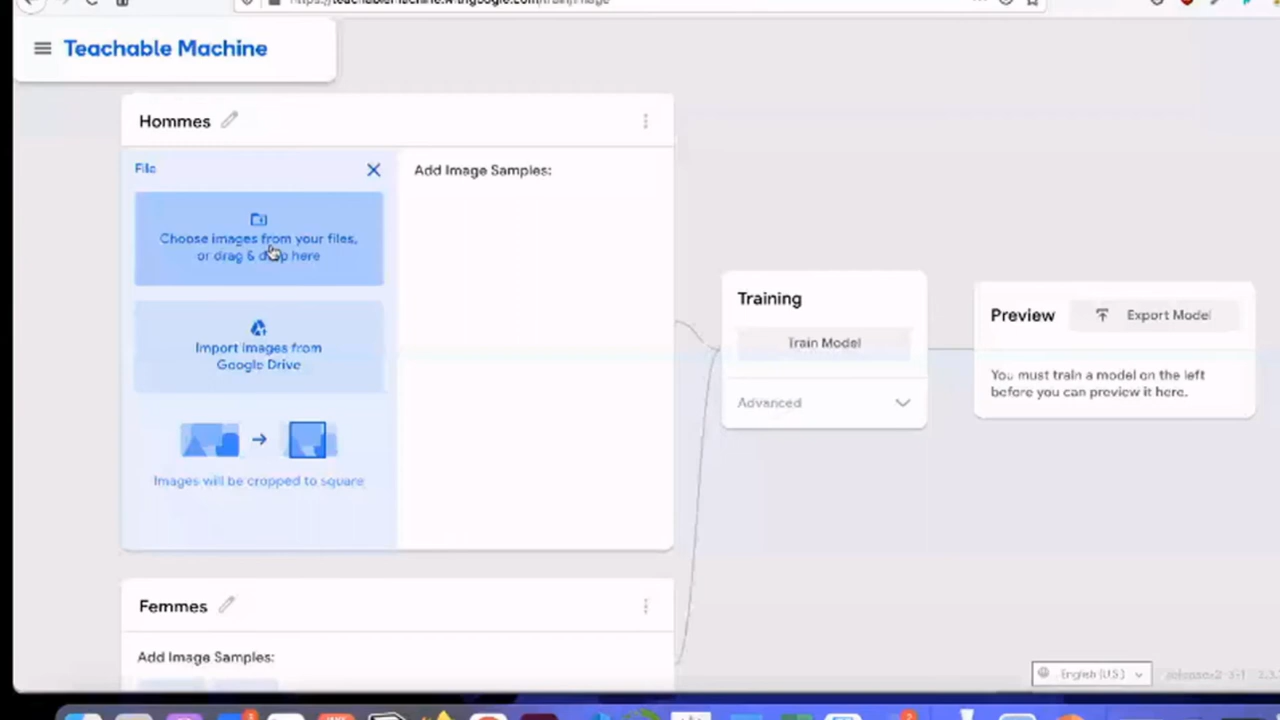 Teachable Machine
Hommes
File
Add Image Samples:
Choose images from your files,
or drag & drop here
Import images from
Google Drive
Images will be cropped to square
Training
Train Model
Advanced
Preview
Export Model
You must train a model on the left
before you can preview it here.
Femmes
Add Image Samples:
English (U.S.)